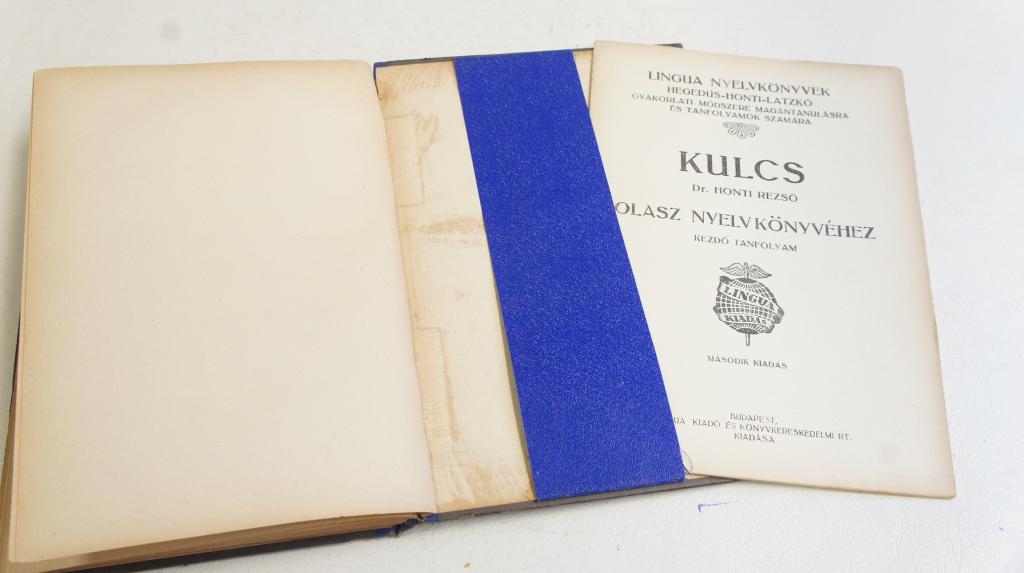 LINGUA NYELVKÖNYVEK
HEGEDÜS-HONTI-LATZKÓ
GYAKORLATI MÓDSZERE MAGÁNTANULÁSRA
ÉS TANFOLYAMOK SZÁMÁRA
KULCS
Dr. HONTI REZSŐ
OLASZ NYELVKÖNYVÉHEZ
KEZDŐ TANFOLYAM
LINGUA
KIADÁS
MÁSODIK KIADÁS
BUDAPEST,
KIADÓ ÉS KÖNYVKERESKEDELMI RT.
KIADÁSA